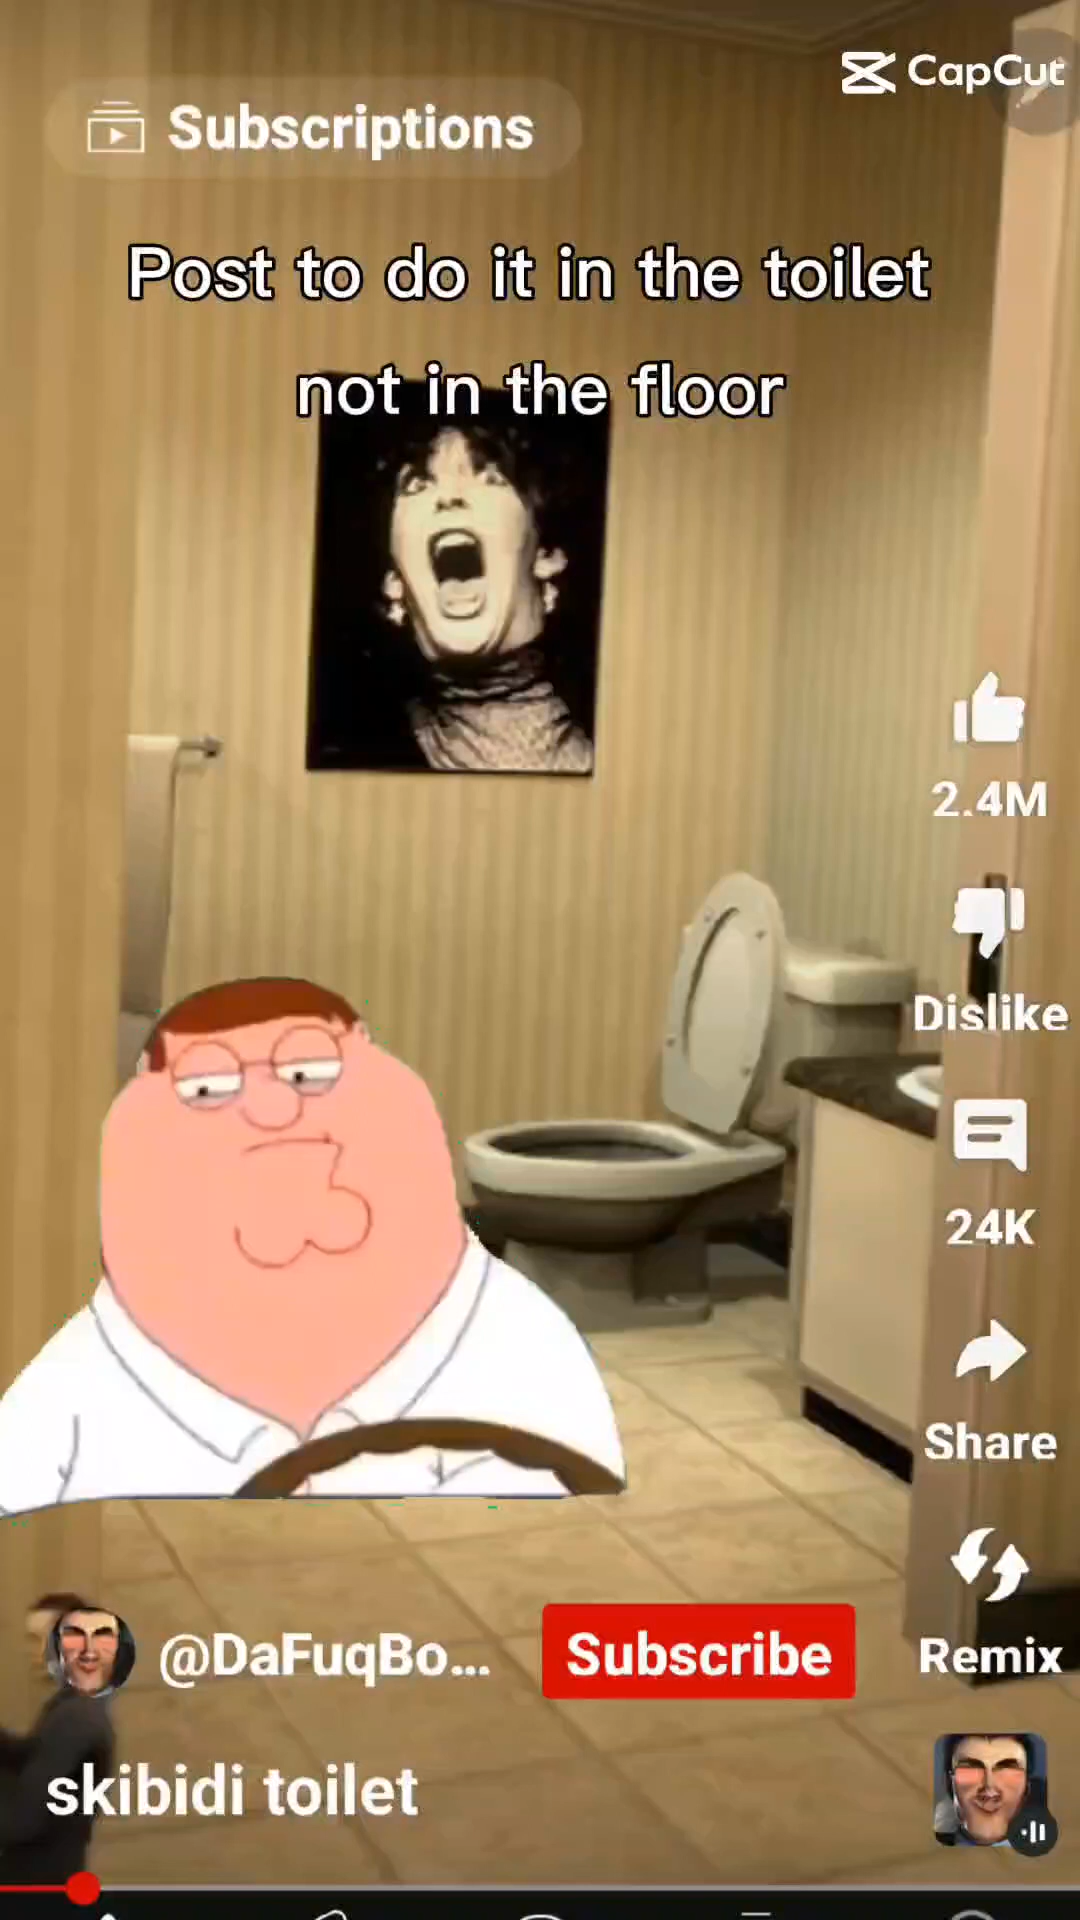 CapCut
Subscriptions
Post to do it in the toilet
not in the floor
2.4M
Dislike
24K
Share
Remix
@DaFuqBo...
Subscribe
skibidi toilet